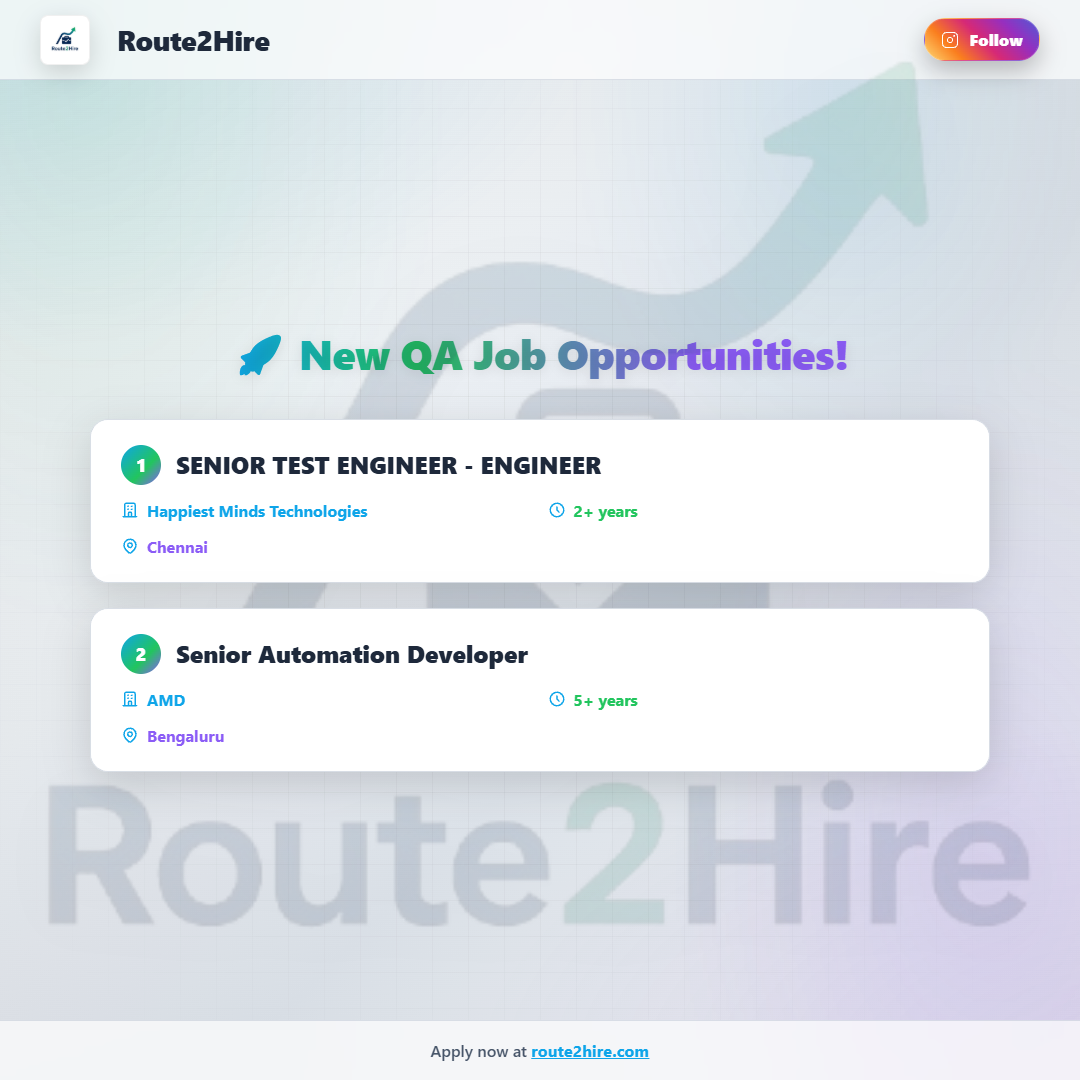 Route2Hire
Route2Hire
Follow
New QA Job Opportunities!
1 SENIOR TEST ENGINEER - ENGINEER
Happiest Minds Technologies
2+ years
Chennai
2 Senior Automation Developer
AMD
5+ years
Bengaluru
Route2Hire
Apply now at route2hire.com